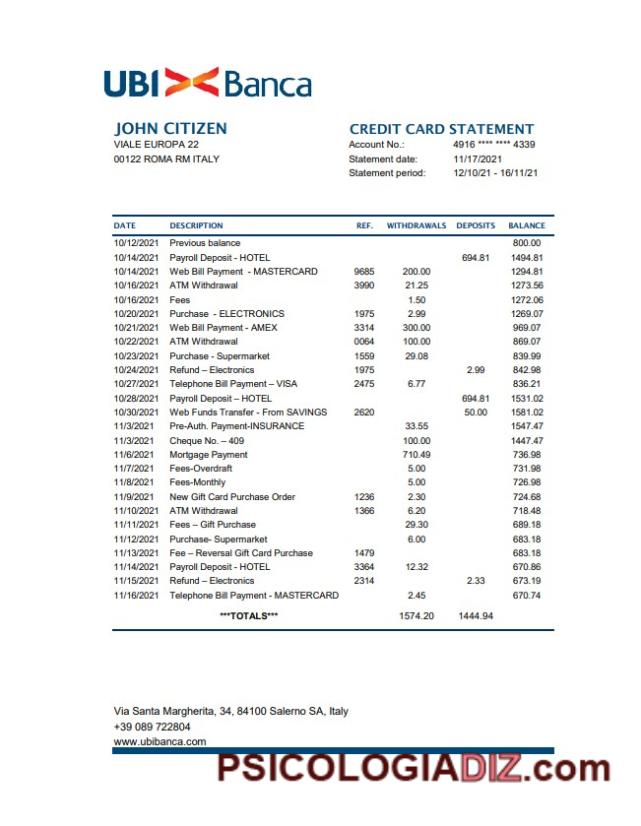 UBI Banca
JOHN CITIZEN
VIALE EUROPA 22
00122 ROMA RM ITALY
CREDIT CARD STATEMENT
Account No.: 4916 **** **** 4339
Statement date: 11/17/2021
Statement period: 12/10/21 - 16/11/21
DATE DESCRIPTION REF. WITHDRAWALS DEPOSITS BALANCE
10/12/2021 Previous balance 800.00
10/14/2021 Payroll Deposit - HOTEL 694.81 1494.81
10/14/2021 Web Bill Payment - MASTERCARD 9685 200.00 1294.81
10/16/2021 ATM Withdrawal 3990 21.25 1273.56
10/16/2021 Fees 1.50 1272.06
10/20/2021 Purchase - ELECTRONICS 1975 2.99 1269.07
10/21/2021 Web Bill Payment - AMEX 3314 300.00 969.07
10/22/2021 ATM Withdrawal 0064 100.00 869.07
10/23/2021 Purchase - Supermarket 1559 29.08 839.99
10/24/2021 Refund – Electronics 1975 2.99 842.98
10/27/2021 Telephone Bill Payment – VISA 2475 6.77 836.21
10/28/2021 Payroll Deposit – HOTEL 694.81 1531.02
10/30/2021 Web Funds Transfer - From SAVINGS 2620 50.00 1581.02
11/3/2021 Pre-Auth. Payment-INSURANCE 33.55 1547.47
11/3/2021 Cheque No. – 409 100.00 1447.47
11/6/2021 Mortgage Payment 710.49 736.98
11/7/2021 Fees-Overdraft 5.00 731.98
11/8/2021 Fees-Monthly 5.00 726.98
11/9/2021 New Gift Card Purchase Order 1236 2.30 724.68
11/10/2021 ATM Withdrawal 1366 6.20 718.48
11/11/2021 Fees – Gift Purchase 29.30 689.18
11/12/2021 Purchase- Supermarket 6.00 683.18
11/13/2021 Fee – Reversal Gift Card Purchase 1479 683.18
11/14/2021 Payroll Deposit - HOTEL 3364 12.32 670.86
11/15/2021 Refund – Electronics 2314 2.33 673.19
11/16/2021 Telephone Bill Payment - MASTERCARD 2.45 670.74
***TOTALS*** 1574.20 1444.94
Via Santa Margherita, 34, 84100 Salerno SA, Italy
+39 089 722804
www.ubibanca.com
PSICOLOGIADIZ.com